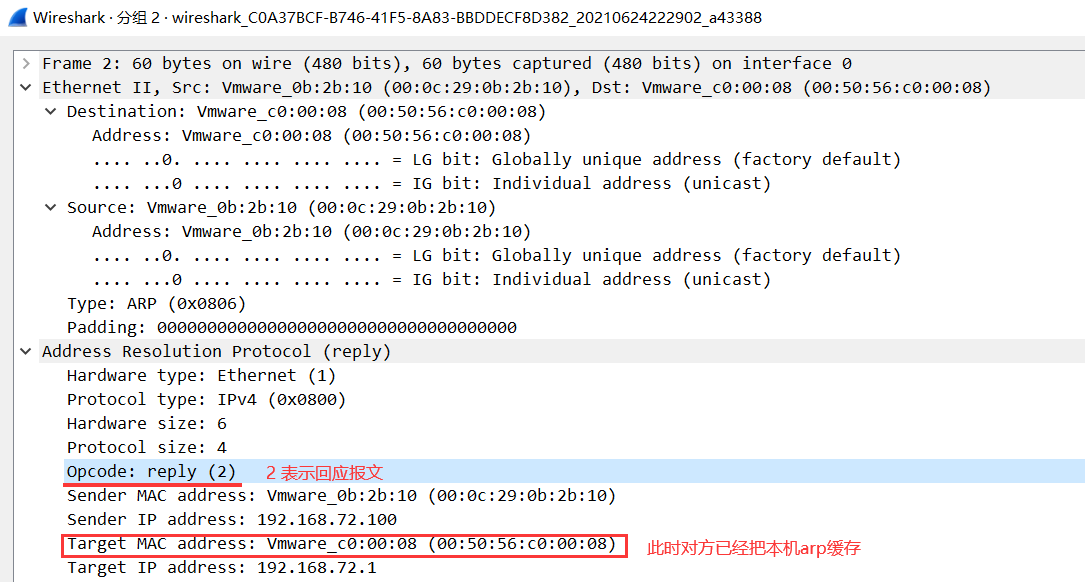 Wireshark · 分组 2 · wireshark_C0A37BCF-B746-41F5-8A83-BBDDECF8D382_20210624222902_a43388
Frame 2: 60 bytes on wire (480 bits), 60 bytes captured (480 bits) on interface 0
Ethernet II, Src: Vmware_0b:2b:10 (00:0c:29:0b:2b:10), Dst: Vmware_c0:00:08 (00:50:56:c0:00:08)
Destination: Vmware_c0:00:08 (00:50:56:c0:00:08)
Address: Vmware_c0:00:08 (00:50:56:c0:00:08)
.... ..0. .... .... .... .... = LG bit: Globally unique address (factory default)
.... ...0 .... .... .... .... = IG bit: Individual address (unicast)
Source: Vmware_0b:2b:10 (00:0c:29:0b:2b:10)
Address: Vmware_0b:2b:10 (00:0c:29:0b:2b:10)
.... ..0. .... .... .... .... = LG bit: Globally unique address (factory default)
.... ...0 .... .... .... .... = IG bit: Individual address (unicast)
Type: ARP (0x0806)
Padding: 000000000000000000000000000000000000
Address Resolution Protocol (reply)
Hardware type: Ethernet (1)
Protocol type: IPv4 (0x0800)
Hardware size: 6
Protocol size: 4
Opcode: reply (2) 2 表示回应报文
Sender MAC address: Vmware_0b:2b:10 (00:0c:29:0b:2b:10)
Sender IP address: 192.168.72.100
Target MAC address: Vmware_c0:00:08 (00:50:56:c0:00:08) 此时对方已经把本机arp缓存
Target IP address: 192.168.72.1